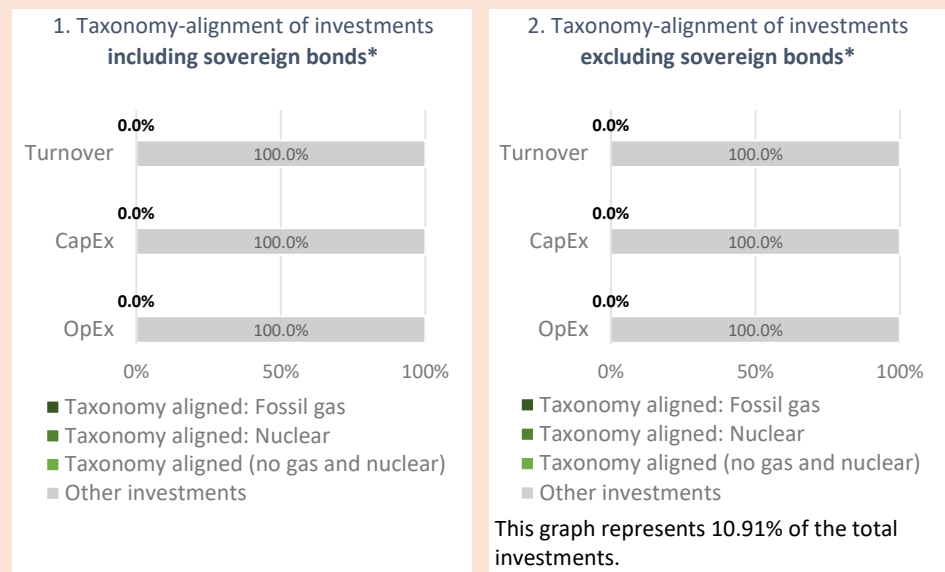 1. Taxonomy-alignment of investments
including sovereign bonds*
0.0%
Turnover 100.0%
0.0%
CapEx 100.0%
0.0%
OpEx 100.0%
0% 50% 100%
Taxonomy aligned: Fossil gas
Taxonomy aligned: Nuclear
Taxonomy aligned (no gas and nuclear)
Other investments
2. Taxonomy-alignment of investments
excluding sovereign bonds*
0.0%
Turnover 100.0%
0.0%
CapEx 100.0%
0.0%
OpEx 100.0%
0% 50% 100%
Taxonomy aligned: Fossil gas
Taxonomy aligned: Nuclear
Taxonomy aligned (no gas and nuclear)
Other investments
This graph represents 10.91% of the total
investments.